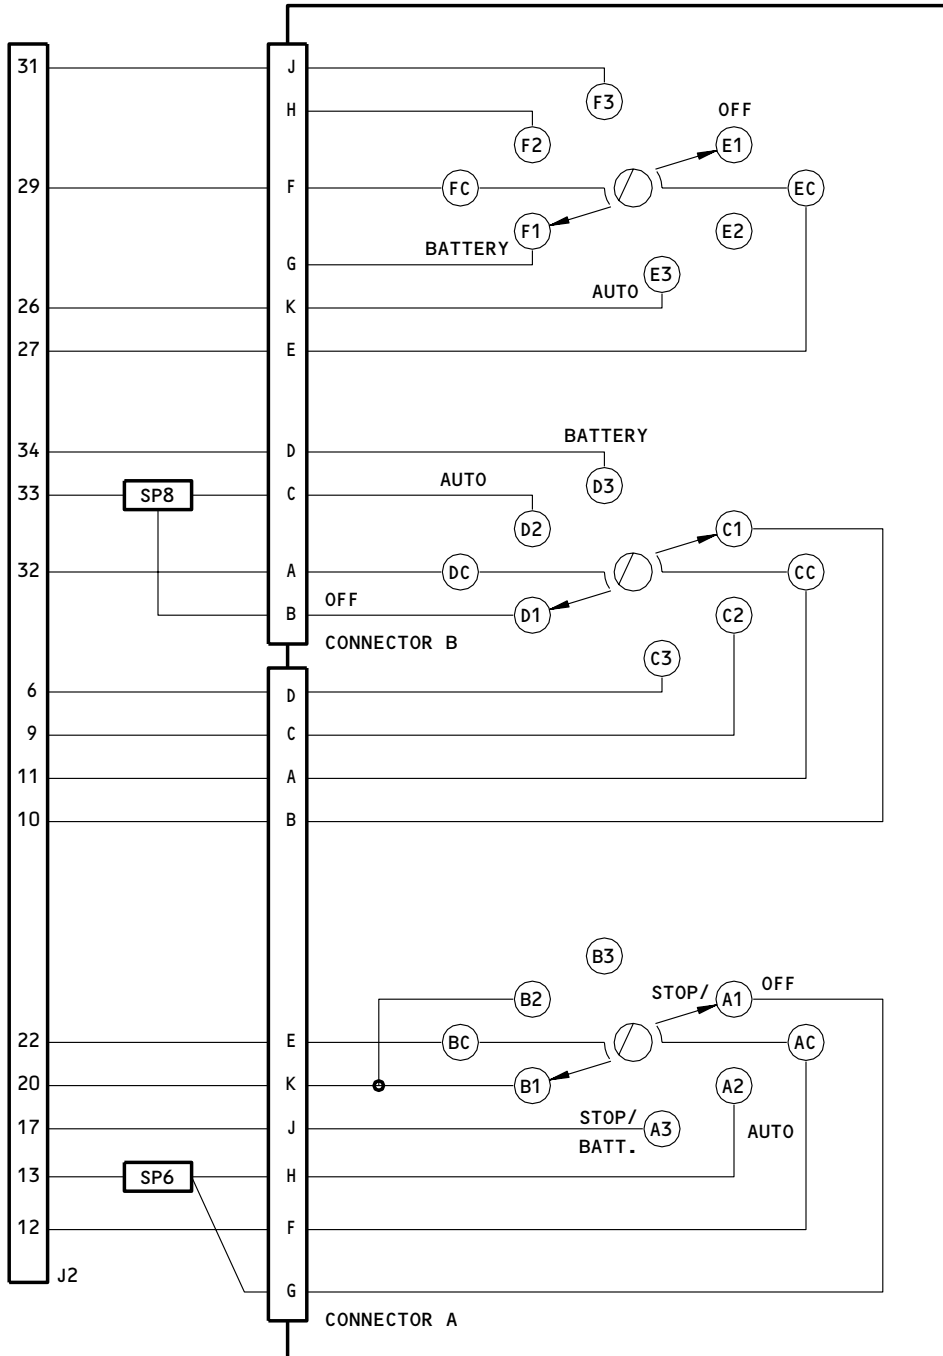 31 J
F3
H OFF
F2 E1
29 F FC EC
F1 E2
BATTERY
G E3
AUTO
26 K
27 E
BATTERY
34 D
AUTO D3
33 SP8 C
D2 C1
32 A DC CC
OFF
B D1 C2
CONNECTOR B
C3
6 D
9 C
11 A
10 B
B3
STOP/ OFF
B2 A1
22 E BC AC
20 K B1 A2
STOP/
17 J A3 AUTO
BATT.
13 SP6 H
12 F
J2
G
CONNECTOR A